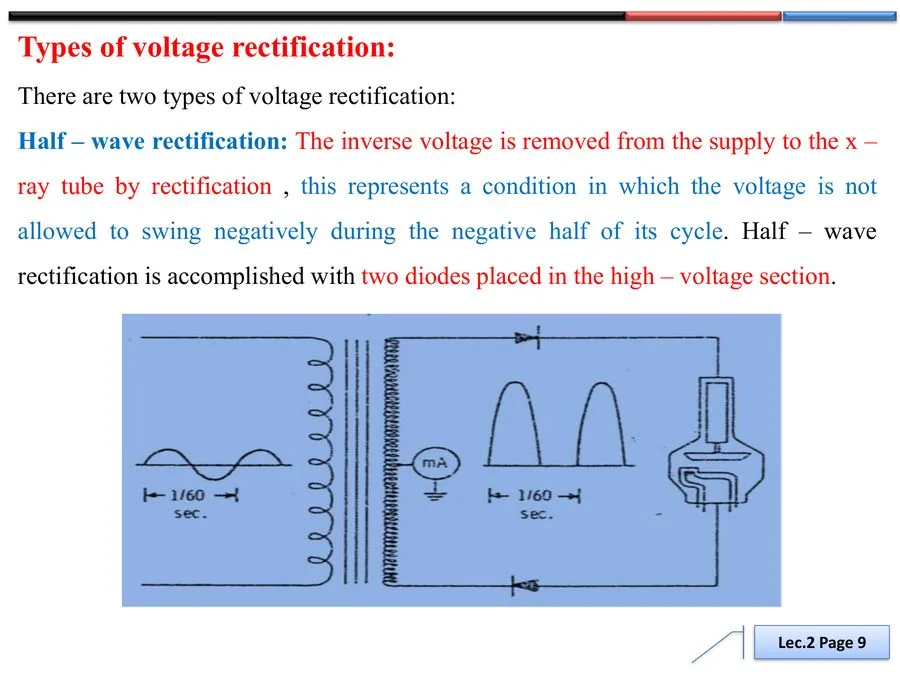 Types of voltage rectification:
There are two types of voltage rectification:
Half – wave rectification: The inverse voltage is removed from the supply to the x –
ray tube by rectification , this represents a condition in which the voltage is not
allowed to swing negatively during the negative half of its cycle. Half – wave
rectification is accomplished with two diodes placed in the high – voltage section.
mA
1/60
sec.
1/60
sec.
Lec.2 Page 9